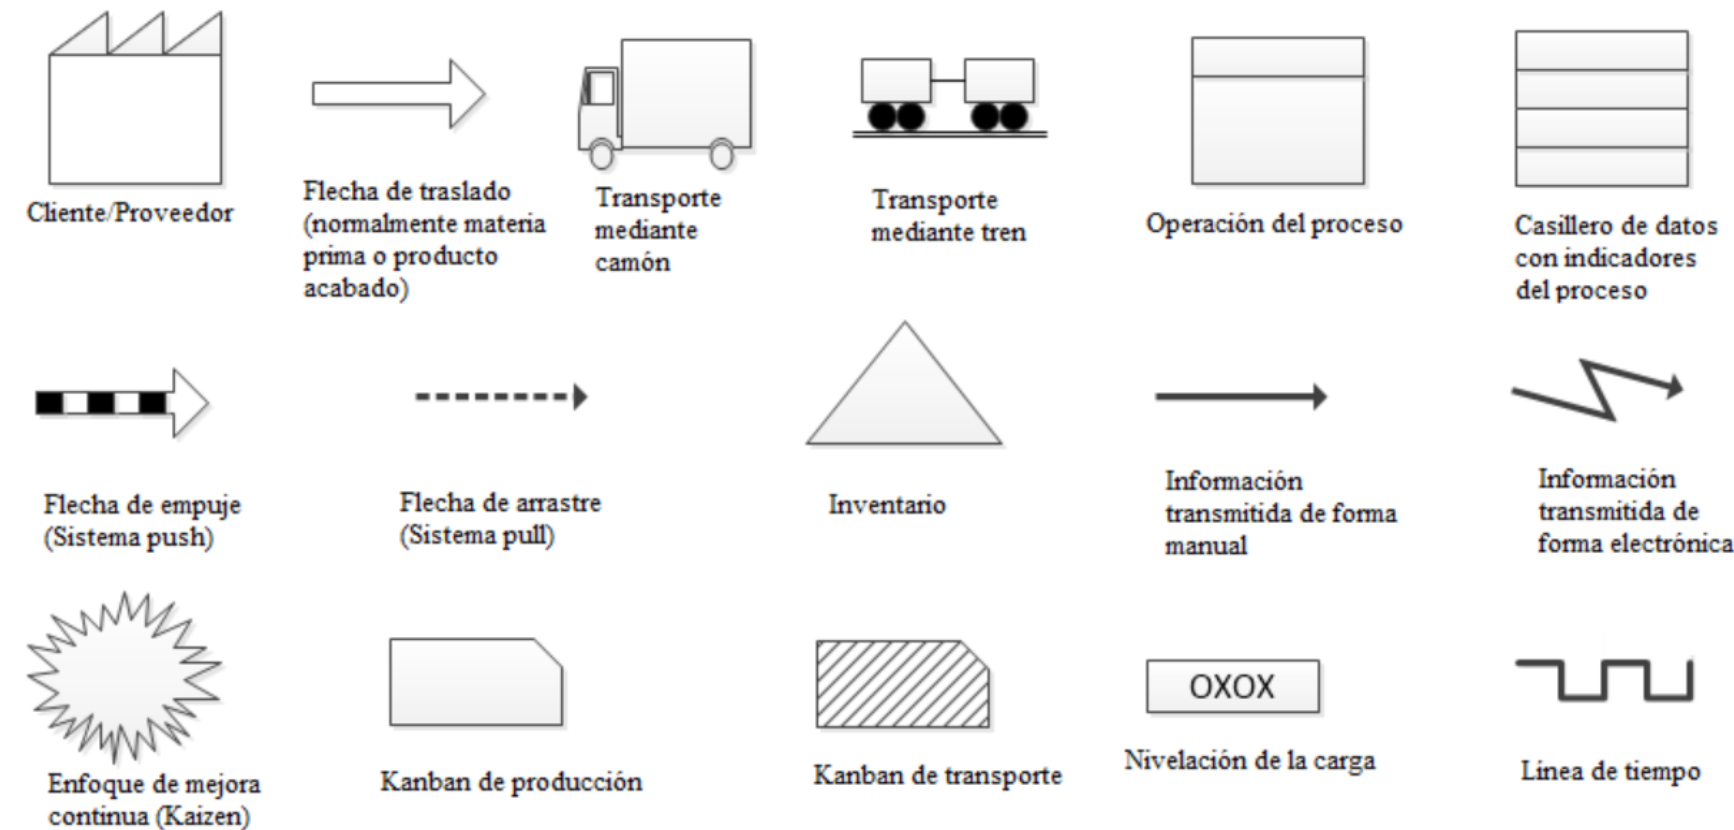 Cliente/Proveedor
Flecha de traslado
(normalmente materia
prima o producto
acabado)
Transporte
mediante
camón
Transporte
mediante tren
Operación del proceso
Casillero de datos
con indicadores
del proceso
Flecha de empuje
(Sistema push)
Flecha de arrastre
(Sistema pull)
Inventario
Información
transmitida de forma
manual
Información
transmitida de
forma electrónica
Enfoque de mejora
continua (Kaizen)
Kanban de producción
Kanban de transporte
OXOX
Nivelación de la carga
Línea de tiempo